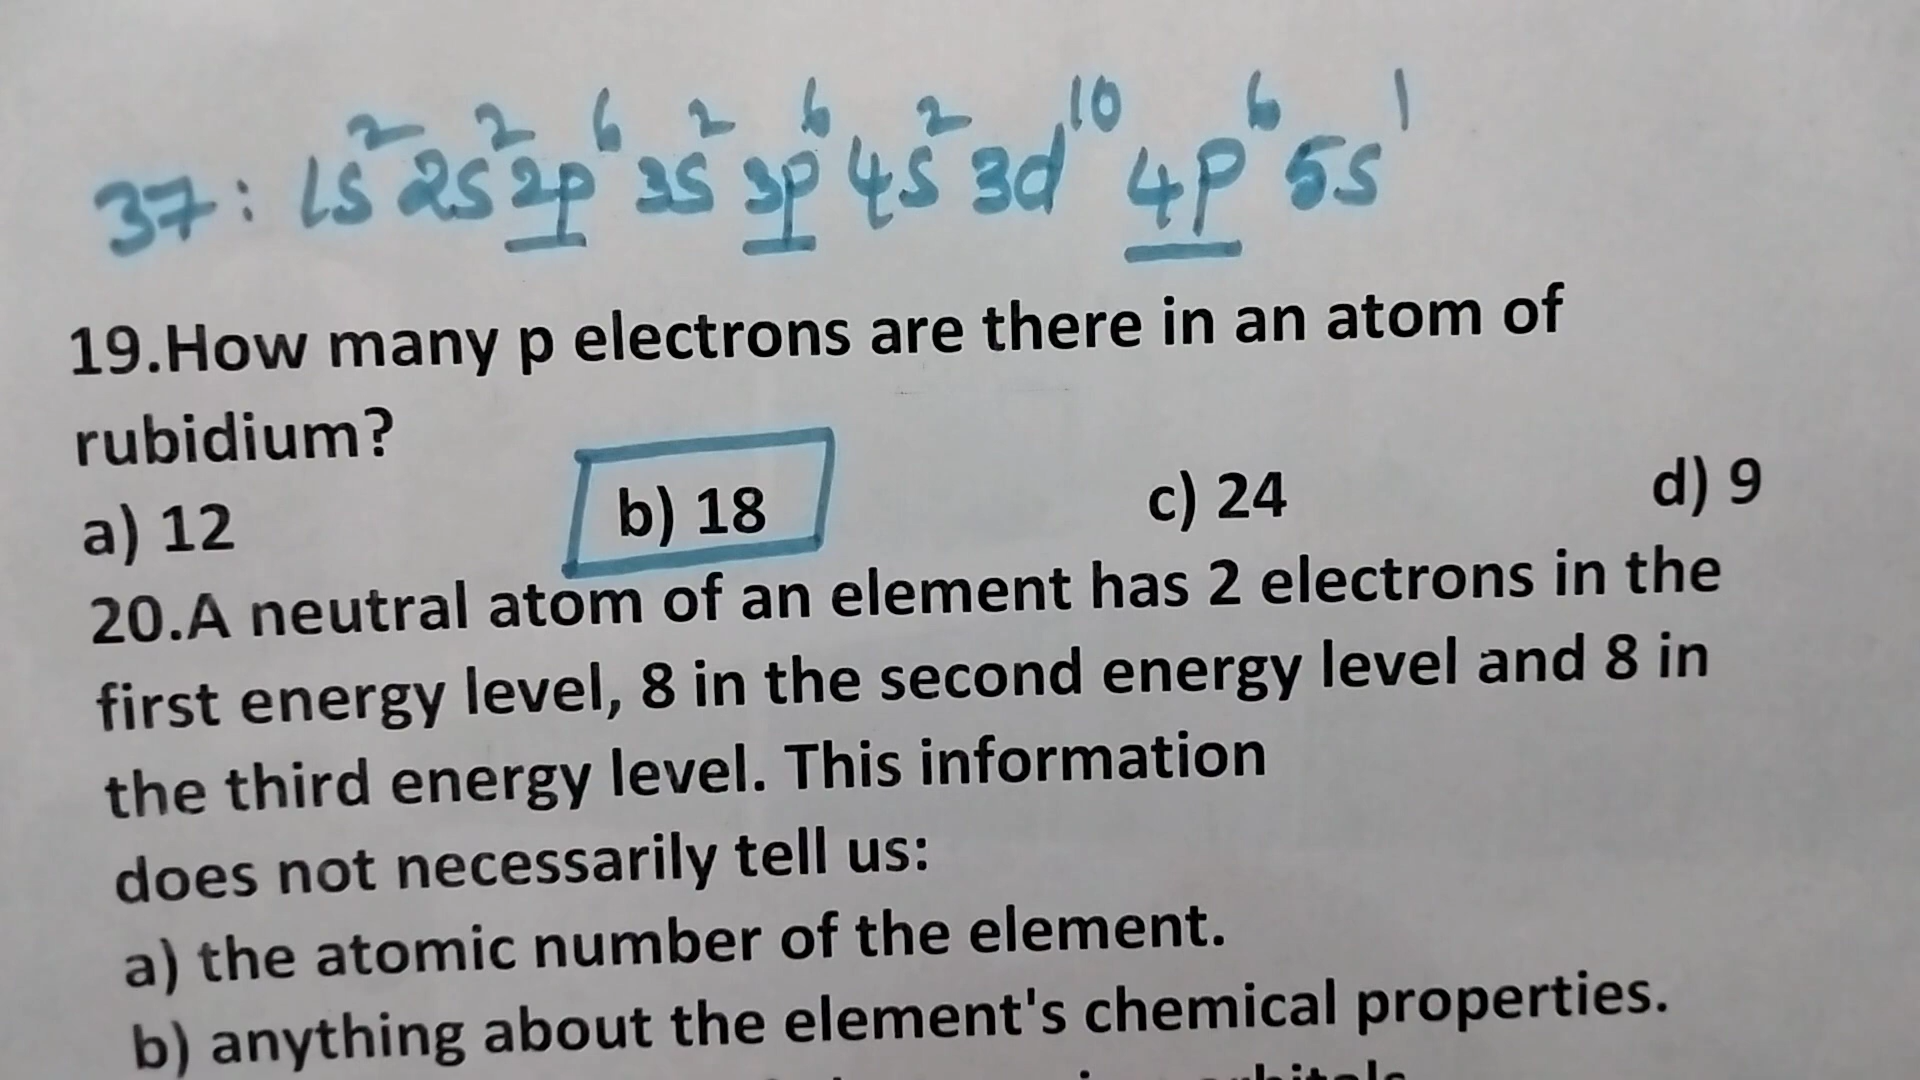 37: 1s² 2s² 2p⁶ 3s² 3p⁶ 4s² 3d¹⁰ 4p⁶ 5s¹
19.How many p electrons are there in an atom of
rubidium?
a) 12 b) 18 c) 24 d) 9
20.A neutral atom of an element has 2 electrons in the
first energy level, 8 in the second energy level and 8 in
the third energy level. This information
does not necessarily tell us:
a) the atomic number of the element.
b) anything about the element's chemical properties.